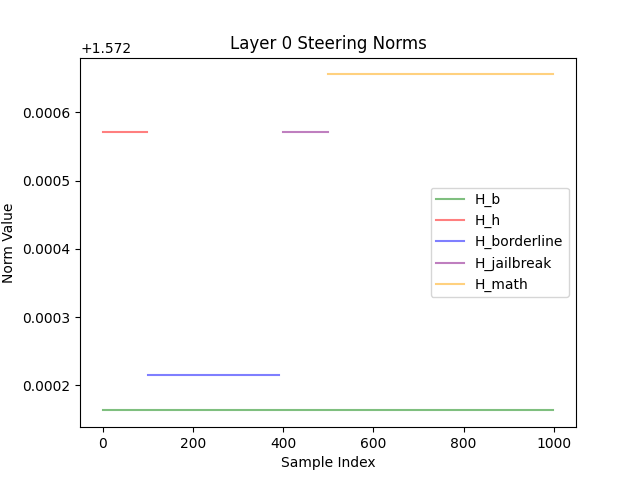 Layer 0 Steering Norms
+1.572
Norm Value
0.0006
0.0005
0.0004
0.0003
0.0002
H_b
H_h
H_borderline
H_jailbreak
H_math
0 200 400 600 800 1000
Sample Index